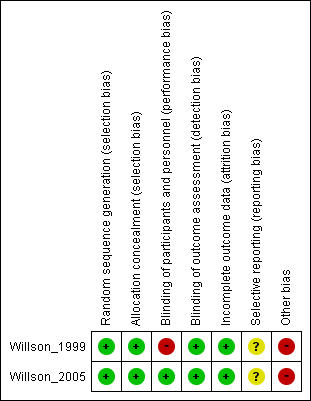 Random sequence generation (selection bias)
Allocation concealment (selection bias)
Blinding of participants and personnel (performance bias)
Blinding of outcome assessment (detection bias)
Incomplete outcome data (attrition bias)
Selective reporting (reporting bias)
Other bias
Willson_1999 + + - + + ? -
Willson_2005 + + + + + ? -